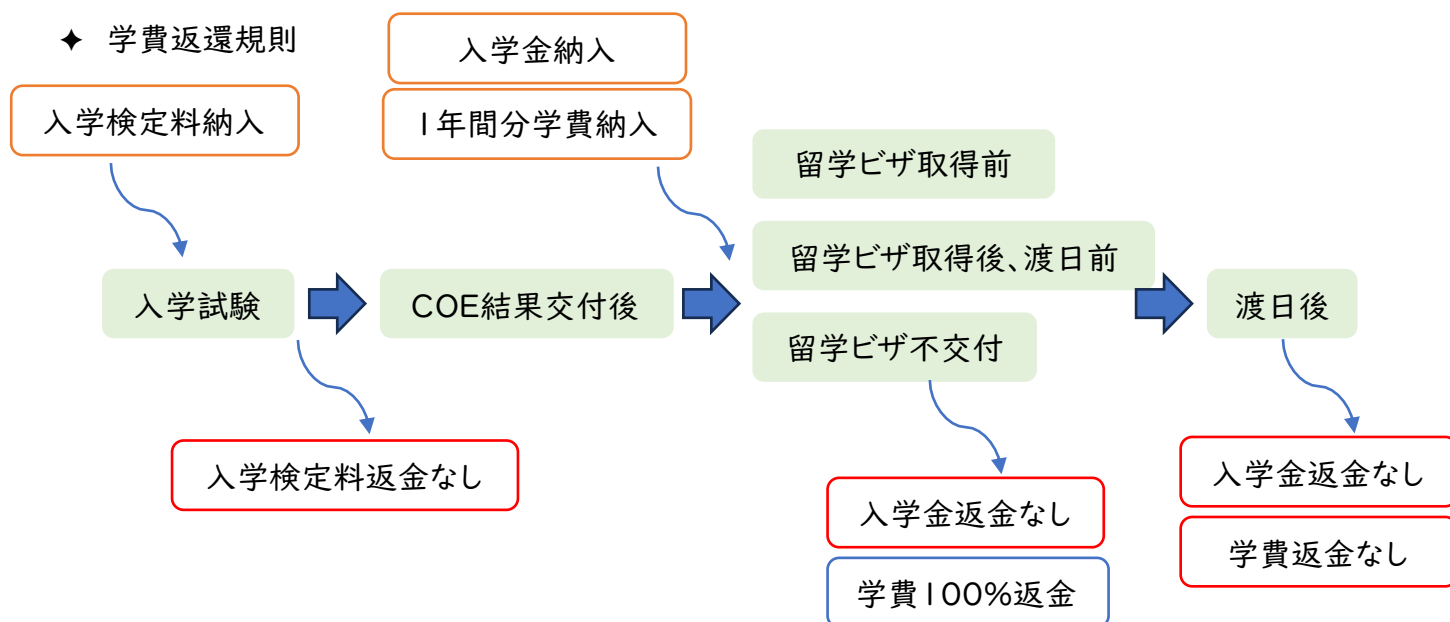 ✦ 学費返還規則
入学検定料納入
入学金納入
1年間分学費納入
留学ビザ取得前
留学ビザ取得後、渡日前
留学ビザ不交付
入学試験
COE結果交付後
渡日後
入学検定料返金なし
入学金返金なし
学費100%返金
入学金返金なし
学費返金なし